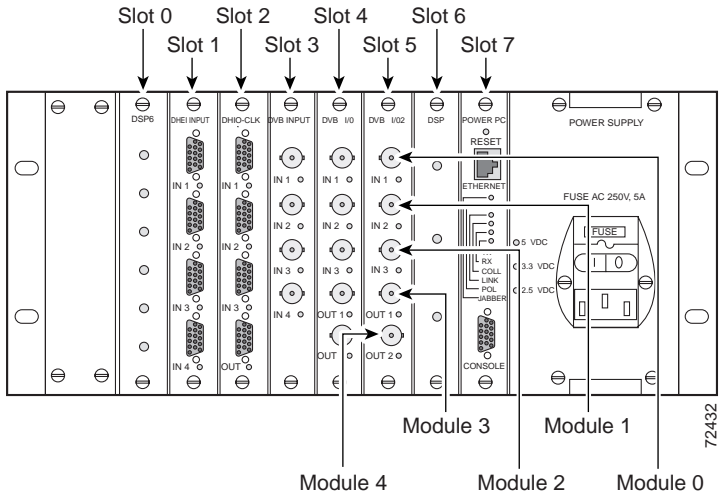 Slot 0
Slot 2
Slot 4
Slot 6
Slot 1
Slot 3
Slot 5
Slot 7
DSP6
DHEI INPUT
DHIO-CLK
DVB INPUT
DVB I/0
DVB I/02
DSP
POWER PC
POWER SUPPLY
RESET
IN 1
IN 1
IN 1
IN 1
IN 1
ETHERNET
FUSE AC 250V, 5A
IN 2
IN 2
IN 2
IN 2
IN 2
FUSE
5 VDC
IN 3
IN 3
RX
3.3 VDC
COLL
LINK
2.5 VDC
POL
JABBER
IN 3
IN 3
IN 3
IN 4
OUT 1
OUT 1
IN 4
OUT
OUT
OUT 2
CONSOLE
Module 3
Module 1
Module 4
Module 2
Module 0
72432